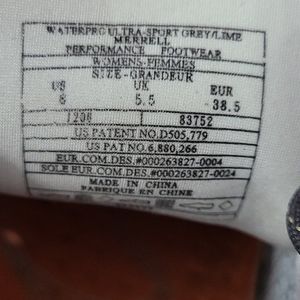 WATERPRO ULTRA-SPORT GREY/LIME
MERRELL
PERFORMANCE FOOTWEAR
WOMENS-FEMMES
SIZE-GRANDEUR
US UK EUR
8 5.5 38.5
1206 83752
US PATENT NO.D505,779
US PAT NO.6,880,266
EUR.COM.DES.#000263827-0004
SOLE EUR.COM.DES.#000263827-0024
MADE IN CHINA
FABRIQUE EN CHINE